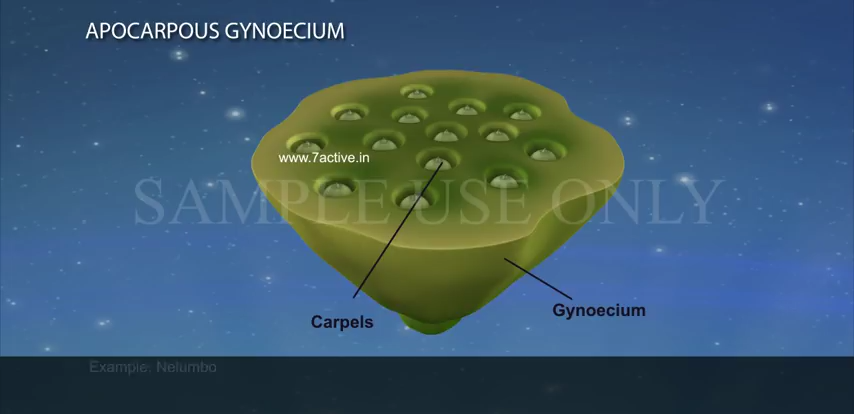 APOCARPOUS GYNOECIUM
www.7active.in
SAMPLE USE ONLY
Gynoecium
Carpels
Example: Nelumbo